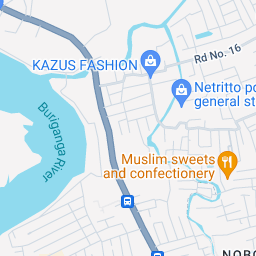 Rd No. 16
KAZUS FASHION
Netritto po
general st
Buriganga River
Muslim sweets
and confectionery
NOBO